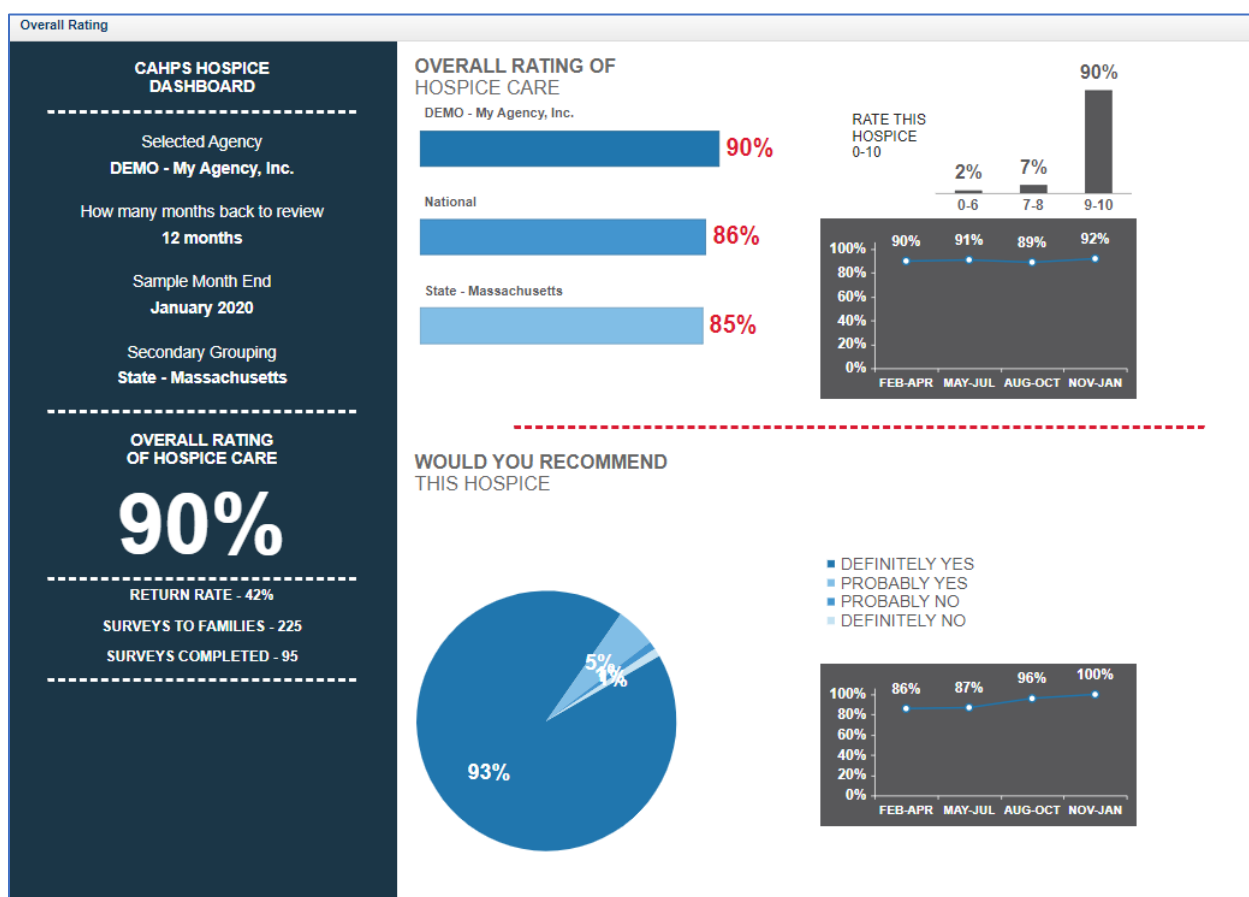 Overall Rating
CAHPS HOSPICE
DASHBOARD
Selected Agency
DEMO - My Agency, Inc.
How many months back to review
12 months
Sample Month End
January 2020
Secondary Grouping
State - Massachusetts
OVERALL RATING
OF HOSPICE CARE
90%
RETURN RATE - 42%
SURVEYS TO FAMILIES - 225
SURVEYS COMPLETED - 95
OVERALL RATING OF
HOSPICE CARE
DEMO - My Agency, Inc.
90%
National
86%
State - Massachusetts
85%
RATE THIS
HOSPICE
0-10
2% 7% 90%
0-6 7-8 9-10
90% 91% 89% 92%
100%
80%
60%
40%
20%
0%
FEB-APR MAY-JUL AUG-OCT NOV-JAN
WOULD YOU RECOMMEND
THIS HOSPICE
5%
1%
93%
DEFINITELY YES
PROBABLY YES
PROBABLY NO
DEFINITELY NO
86% 87% 96% 100%
100%
80%
60%
40%
20%
0%
FEB-APR MAY-JUL AUG-OCT NOV-JAN